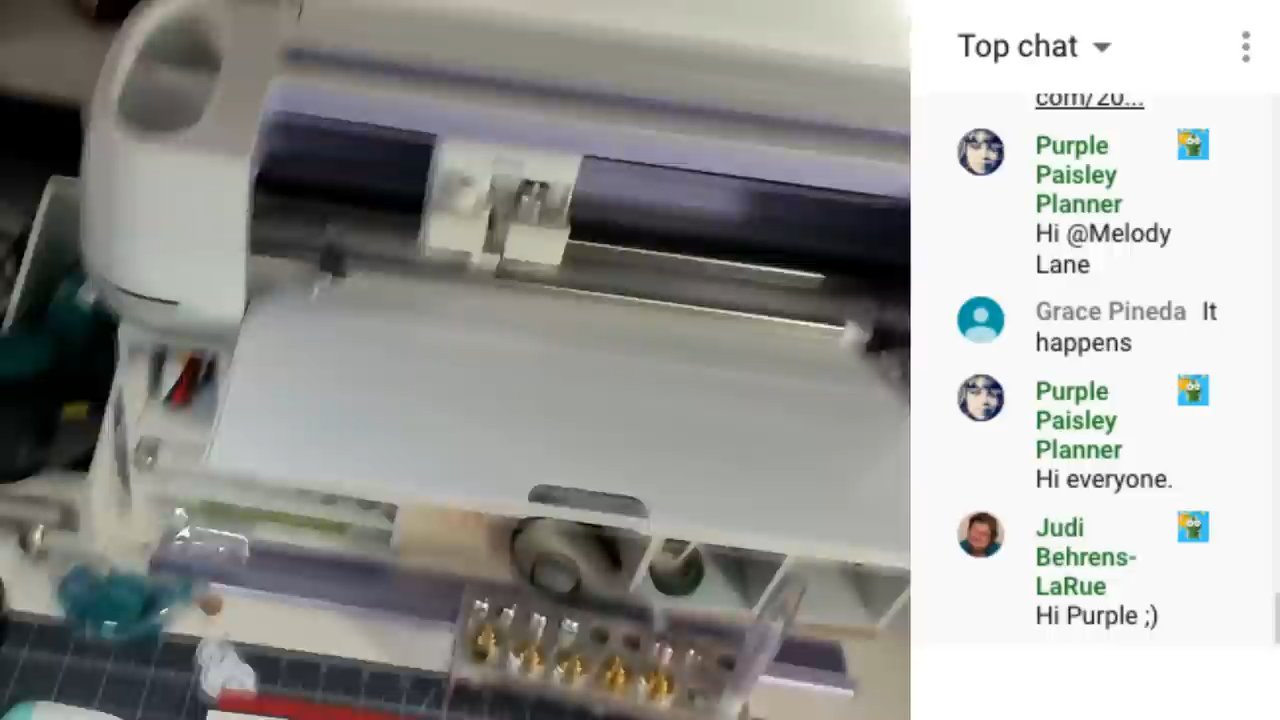 Top chat
com/20...
Purple
Paisley
Planner
Hi @Melody
Lane
Grace Pineda It
happens
Purple
Paisley
Planner
Hi everyone.
Judi
Behrens-
LaRue
Hi Purple ;)